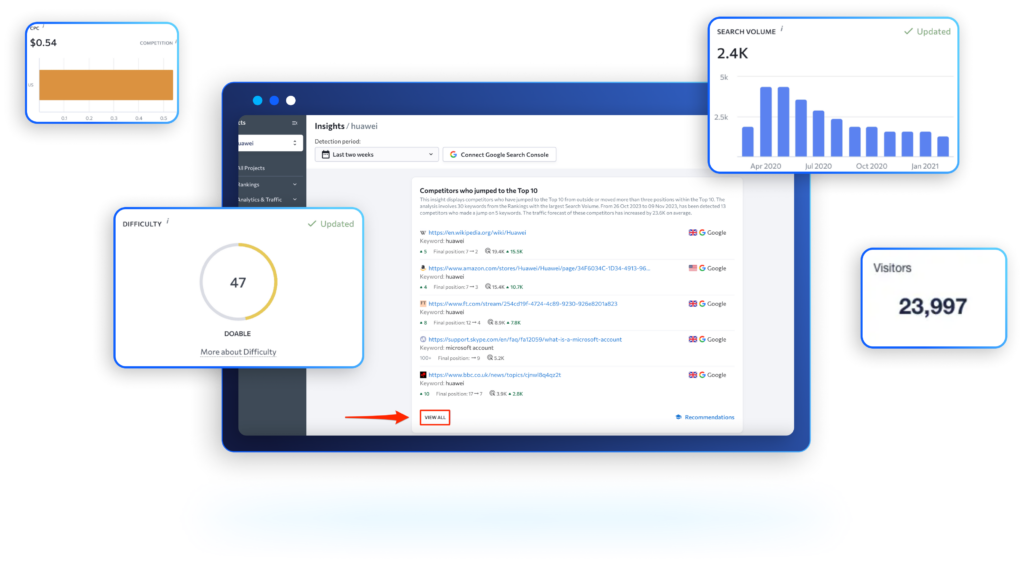 CPC i
$0.54
COMPETITION i
US
0.1 0.2 0.3 0.4 0.5
SEARCH VOLUME i
Updated
2.4K
5k
2.5k
Apr 2020 Jul 2020 Oct 2020 Jan 2021
Insights / huawei
Detection period:
Last two weeks
Connect Google Search Console
cts
uawei
All Projects
Rankings
Analytics & Traffic
DIFFICULTY i
Updated
47
DOABLE
More about Difficulty
Competitors who jumped to the Top 10
This insight displays competitors who have jumped to the Top 10 from outside or moved more than three positions within the Top 10. The
analysis involves 30 keywords from the Rankings with the largest Search Volume. From 26 Oct 2023 to 09 Nov 2023, has been detected 13
competitors who made a jump on 5 keywords. The traffic forecast of these competitors has increased by 23.6K on average.
https://en.wikipedia.org/wiki/Huawei
Google
Keyword: huawei
5 Final position: 7 → 2 19.4K 15.5K
https://www.amazon.com/stores/Huawei/Huawei/page/34F6034C-1D34-4913-96...
Google
Keyword: huawei
4 Final position: 7 → 3 15.4K 10.7K
https://www.ft.com/stream/254cd19f-4724-4c89-9230-926e8201a823
Google
Keyword: huawei
8 Final position: 12 → 4 8.9K 7.8K
https://support.skype.com/en/faq/fa12059/what-is-a-microsoft-account
Google
Keyword: microsoft account
100+ Final position: → 9 5.2K
https://www.bbc.co.uk/news/topics/cjnwl8q4qz2t
Google
Keyword: huawei
10 Final position: 17 → 7 3.8K 2.8K
VIEW ALL
Recommendations
Visitors
23,997